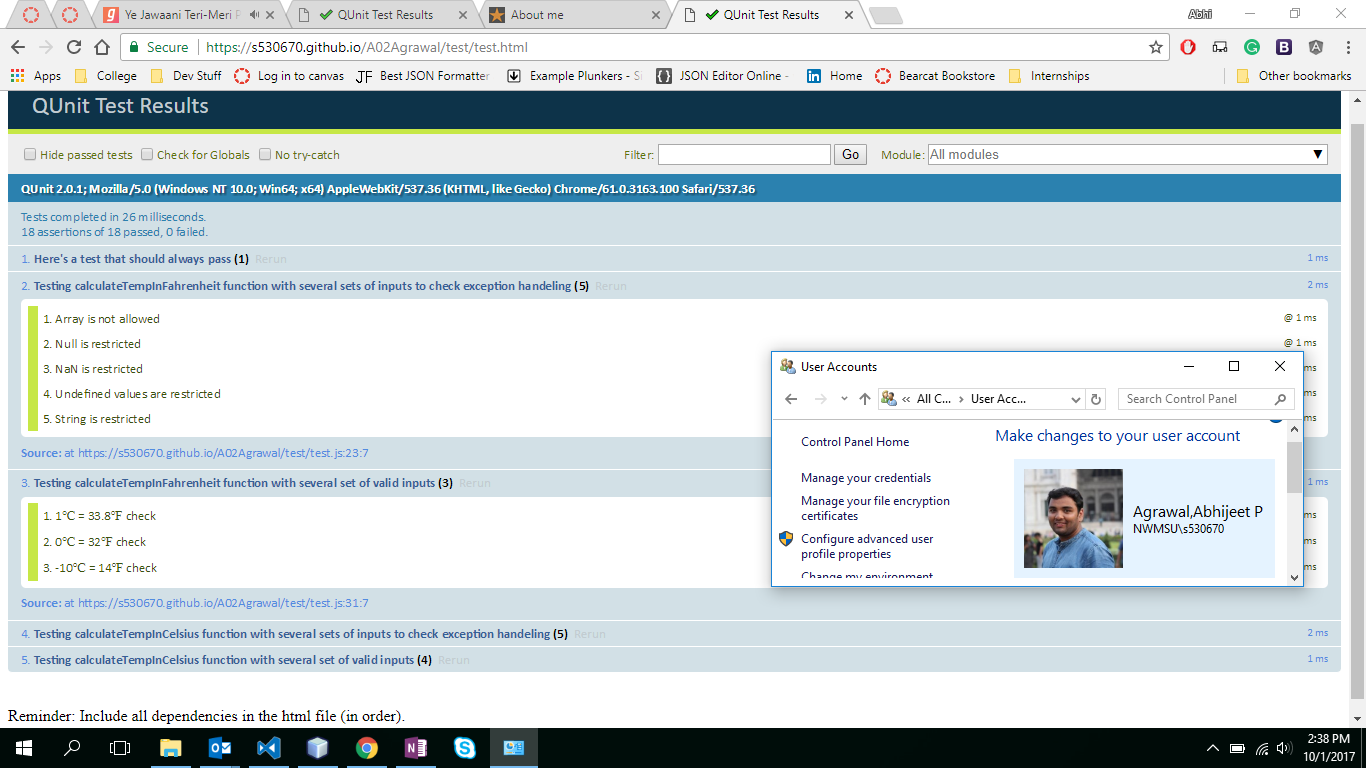 Ye Jawaani Teri-Meri
QUnit Test Results
About me
QUnit Test Results
Abhi
Secure https://s530670.github.io/A02Agrawal/test/test.html
Apps College Dev Stuff Log in to canvas Best JSON Formatter Example Plunkers - JSON Editor Online - Home Bearcat Bookstore Internships Other bookmarks
QUnit Test Results
Hide passed tests Check for Globals No try-catch Filter: Go Module: All modules
QUnit 2.0.1; Mozilla/5.0 (Windows NT 10.0; Win64; x64) AppleWebKit/537.36 (KHTML, like Gecko) Chrome/61.0.3163.100 Safari/537.36
Tests completed in 26 milliseconds.
18 assertions of 18 passed, 0 failed.
1. Here's a test that should always pass (1) Rerun 1 ms
2. Testing calculateTempInFahrenheit function with several sets of inputs to check exception handeling (5) Rerun 2 ms
1. Array is not allowed @ 1 ms
2. Null is restricted @ 1 ms
3. NaN is restricted ms
4. Undefined values are restricted ms
5. String is restricted ms
Source: at https://s530670.github.io/A02Agrawal/test/test.js:23:7
3. Testing calculateTempInFahrenheit function with several set of valid inputs (3) Rerun 1 ms
1. 1℃ = 33.8℉ check ms
2. 0℃ = 32℉ check ms
3. -10℃ = 14℉ check ms
Source: at https://s530670.github.io/A02Agrawal/test/test.js:31:7
4. Testing calculateTempInCelsius function with several sets of inputs to check exception handeling (5) Rerun 2 ms
5. Testing calculateTempInCelsius function with several set of valid inputs (4) Rerun 1 ms
Reminder: Include all dependencies in the html file (in order).
User Accounts
« All C... › User Acc... Search Control Panel
Control Panel Home
Manage your credentials
Manage your file encryption
certificates
Configure advanced user
profile properties
Change my environment
Make changes to your user account
Agrawal,Abhijeet P
NWMSU\s530670
2:38 PM
10/1/2017